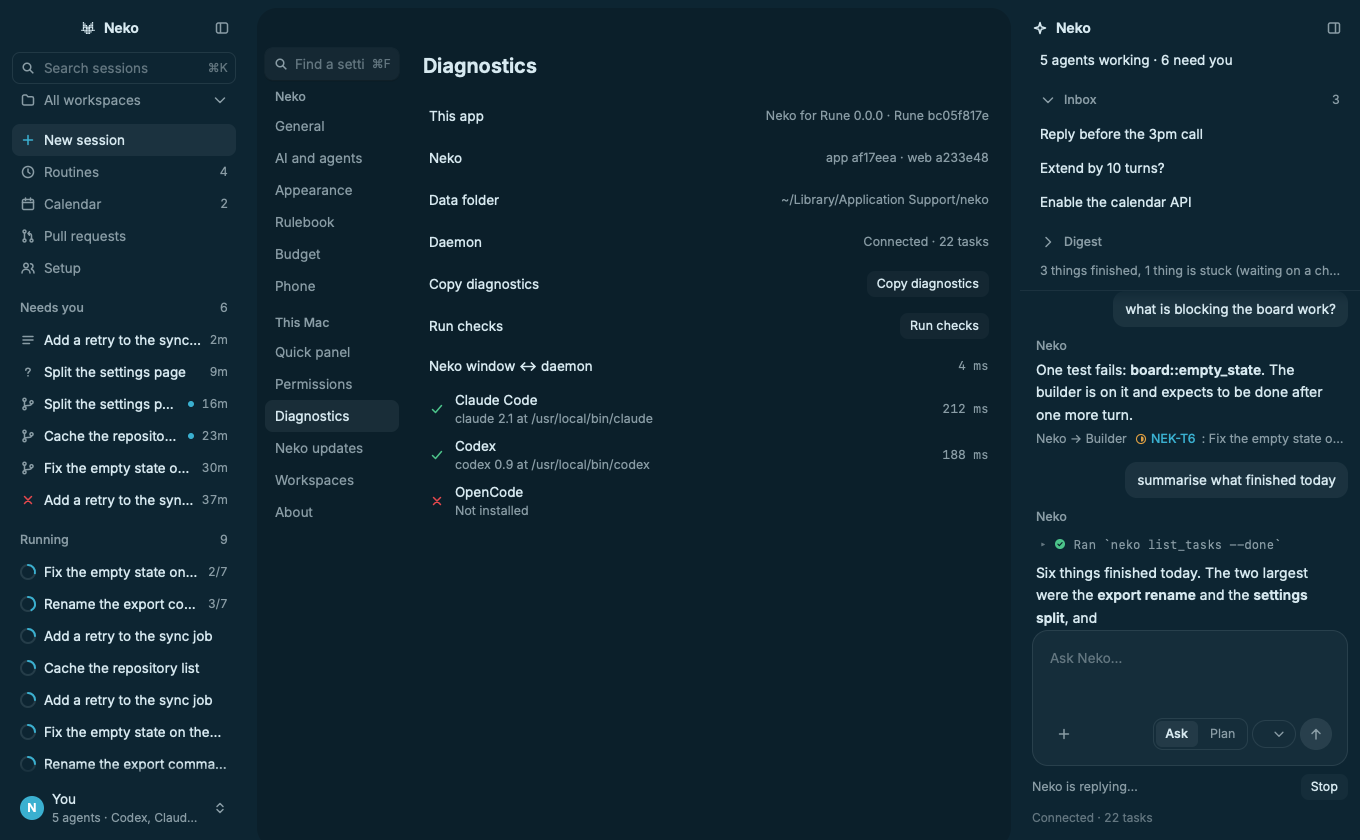 Neko
Search sessions ⌘K
All workspaces
New session
Routines 4
Calendar 2
Pull requests
Setup
Needs you 6
Add a retry to the sync... 2m
? Split the settings page 9m
Split the settings p... 16m
Cache the reposito... 23m
Fix the empty state o... 30m
Add a retry to the syn... 37m
Running 9
Fix the empty state on... 2/7
Rename the export co... 3/7
Add a retry to the sync job
Cache the repository list
Add a retry to the sync job
Fix the empty state on the...
Rename the export comma...
N
You
5 agents · Codex, Claud...
Find a setti ⌘F
Neko
General
AI and agents
Appearance
Rulebook
Budget
Phone
This Mac
Quick panel
Permissions
Diagnostics
Neko updates
Workspaces
About
Diagnostics
This app Neko for Rune 0.0.0 · Rune bc05f817e
Neko app af17eea · web a233e48
Data folder ~/Library/Application Support/neko
Daemon Connected · 22 tasks
Copy diagnostics Copy diagnostics
Run checks Run checks
Neko window ↔ daemon 4 ms
Claude Code
claude 2.1 at /usr/local/bin/claude 212 ms
Codex
codex 0.9 at /usr/local/bin/codex 188 ms
OpenCode
Not installed
Neko
5 agents working · 6 need you
Inbox 3
Reply before the 3pm call
Extend by 10 turns?
Enable the calendar API
Digest
3 things finished, 1 thing is stuck (waiting on a ch...
what is blocking the board work?
Neko
One test fails: board::empty_state. The
builder is on it and expects to be done after
one more turn.
Neko → Builder NEK-T6 : Fix the empty state o...
summarise what finished today
Neko
Ran `neko list_tasks --done`
Six things finished today. The two largest
were the export rename and the settings
split, and
Ask Neko...
Ask Plan
Neko is replying... Stop
Connected · 22 tasks